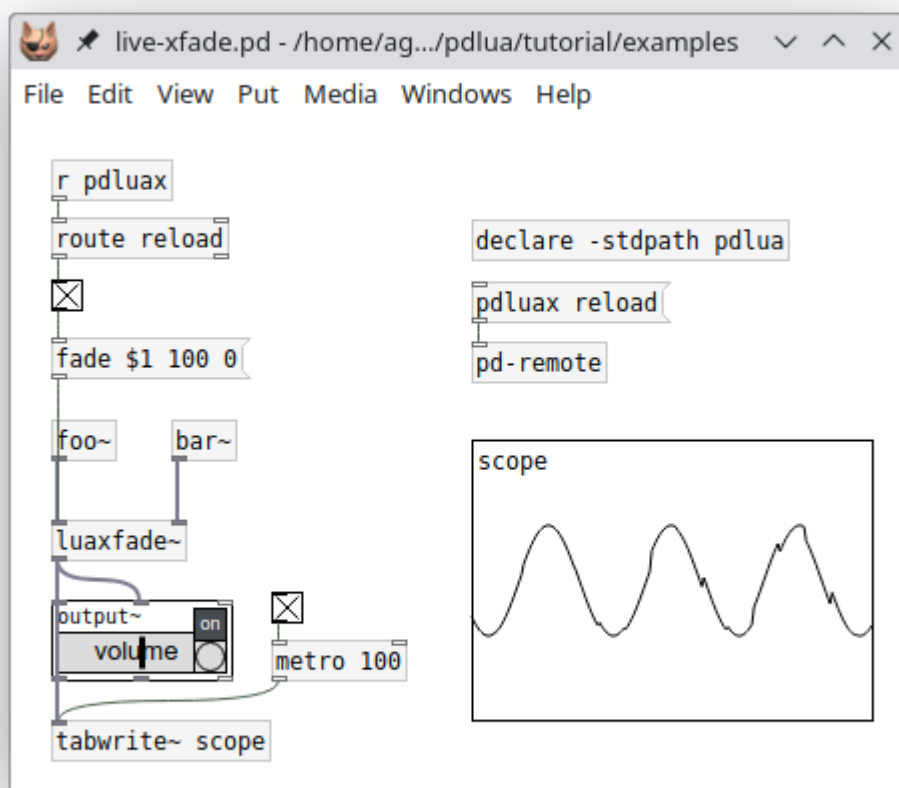 live-xfade.pd - /home/ag.../pdlua/tutorial/examples
File Edit View Put Media Windows Help
r pdluax
route reload
fade $1 100 0
foo~
bar~
luaxfade~
output~
on
volume
metro 100
tabwrite~ scope
declare -stdpath pdlua
pdluax reload
pd-remote
scope